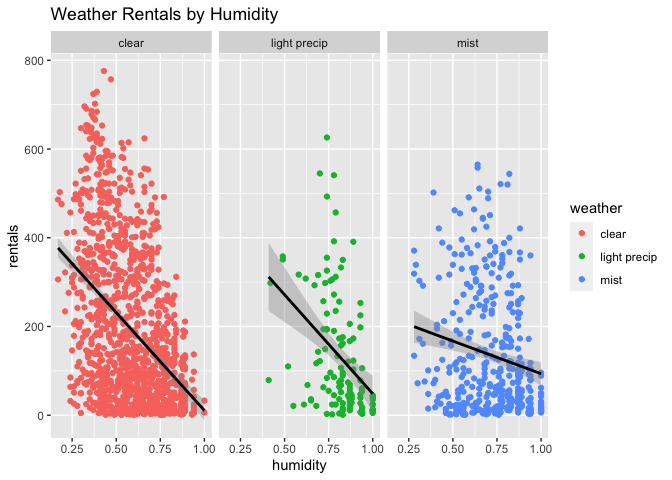 Weather Rentals by Humidity
clear
light precip
mist
800
600
400
200
0
rentals
0.25 0.50 0.75 1.00
0.25 0.50 0.75 1.00
0.25 0.50 0.75 1.00
humidity
weather
clear
light precip
mist